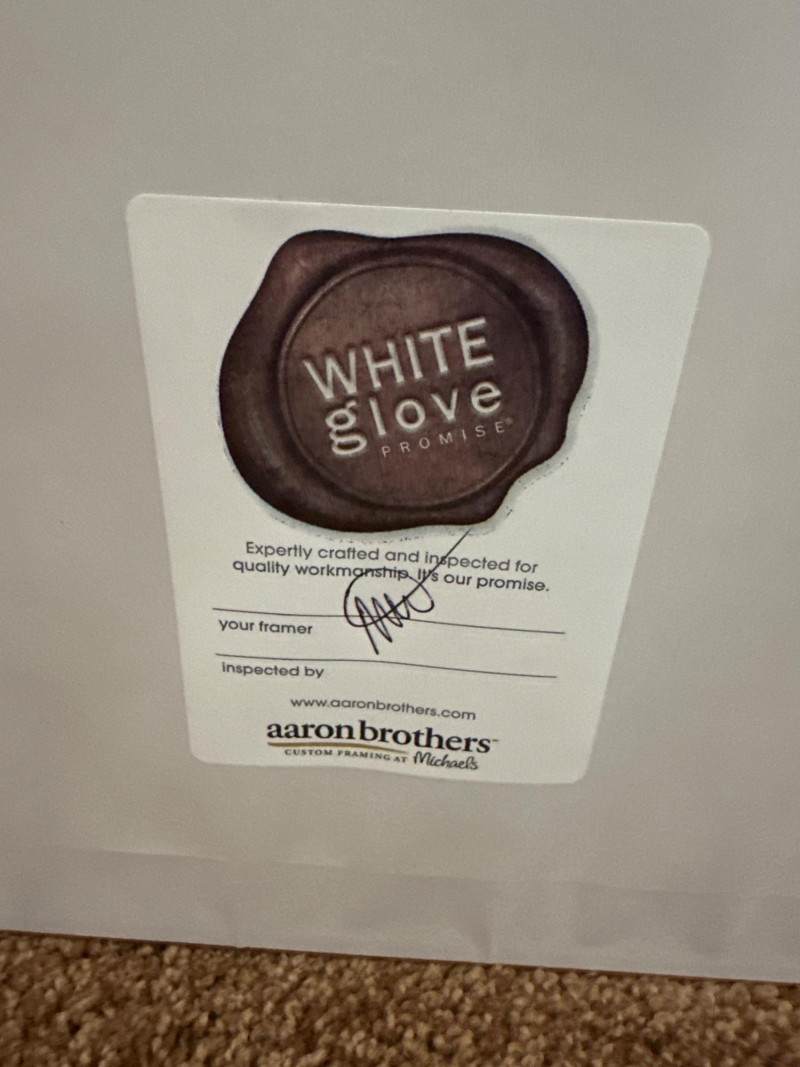 WHITE
glove
PROMISE®
Expertly crafted and inspected for
quality workmanship. It's our promise.
your framer
inspected by
www.aaronbrothers.com
aaronbrothers™
CUSTOM FRAMING AT Michaels